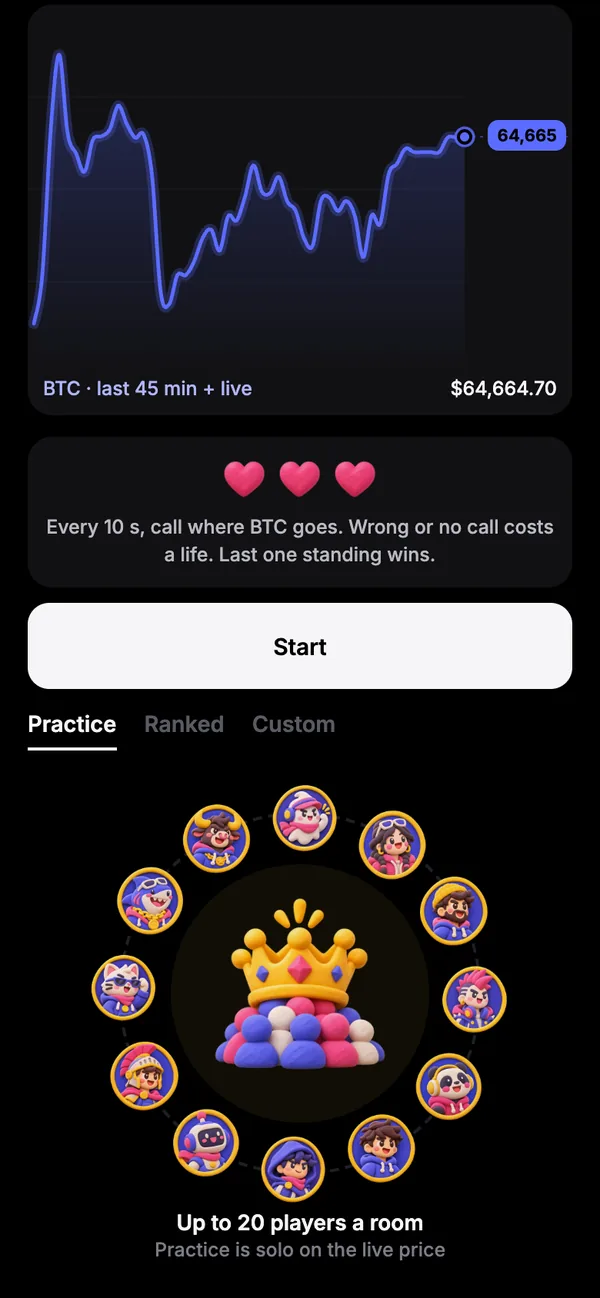 64,665
BTC · last 45 min + live
$64,664.70
Every 10 s, call where BTC goes. Wrong or no call costs
a life. Last one standing wins.
Start
Practice
Ranked
Custom
Up to 20 players a room
Practice is solo on the live price